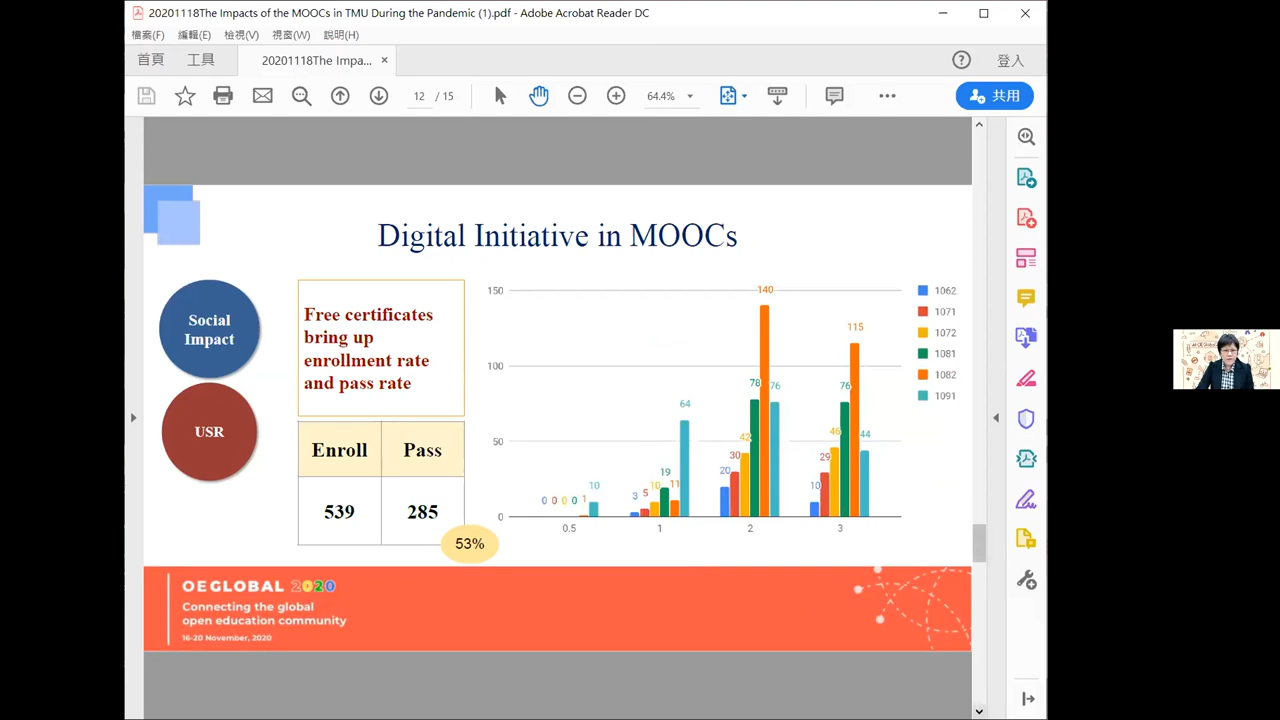 20201118The Impacts of the MOOCs in TMU During the Pandemic (1).pdf - Adobe Acrobat Reader DC
檔案(F) 編輯(E) 檢視(V) 視窗(W) 說明(H)
首頁 工具 20201118The Impa... × 登入
12 / 15 64.4% 共用
Digital Initiative in MOOCs
Social
Impact
USR
Free certificates
bring up
enrollment rate
and pass rate
Enroll Pass
539 285
53%
150
100
50
0
0 0 0 0 1 10
3 5 10 19 11 64
20 30 42 78 140 76
10 29 46 76 115 44
0.5 1 2 3
1062
1071
1072
1081
1082
1091
OEGLOBAL 2020
Connecting the global
open education community
16-20 November, 2020